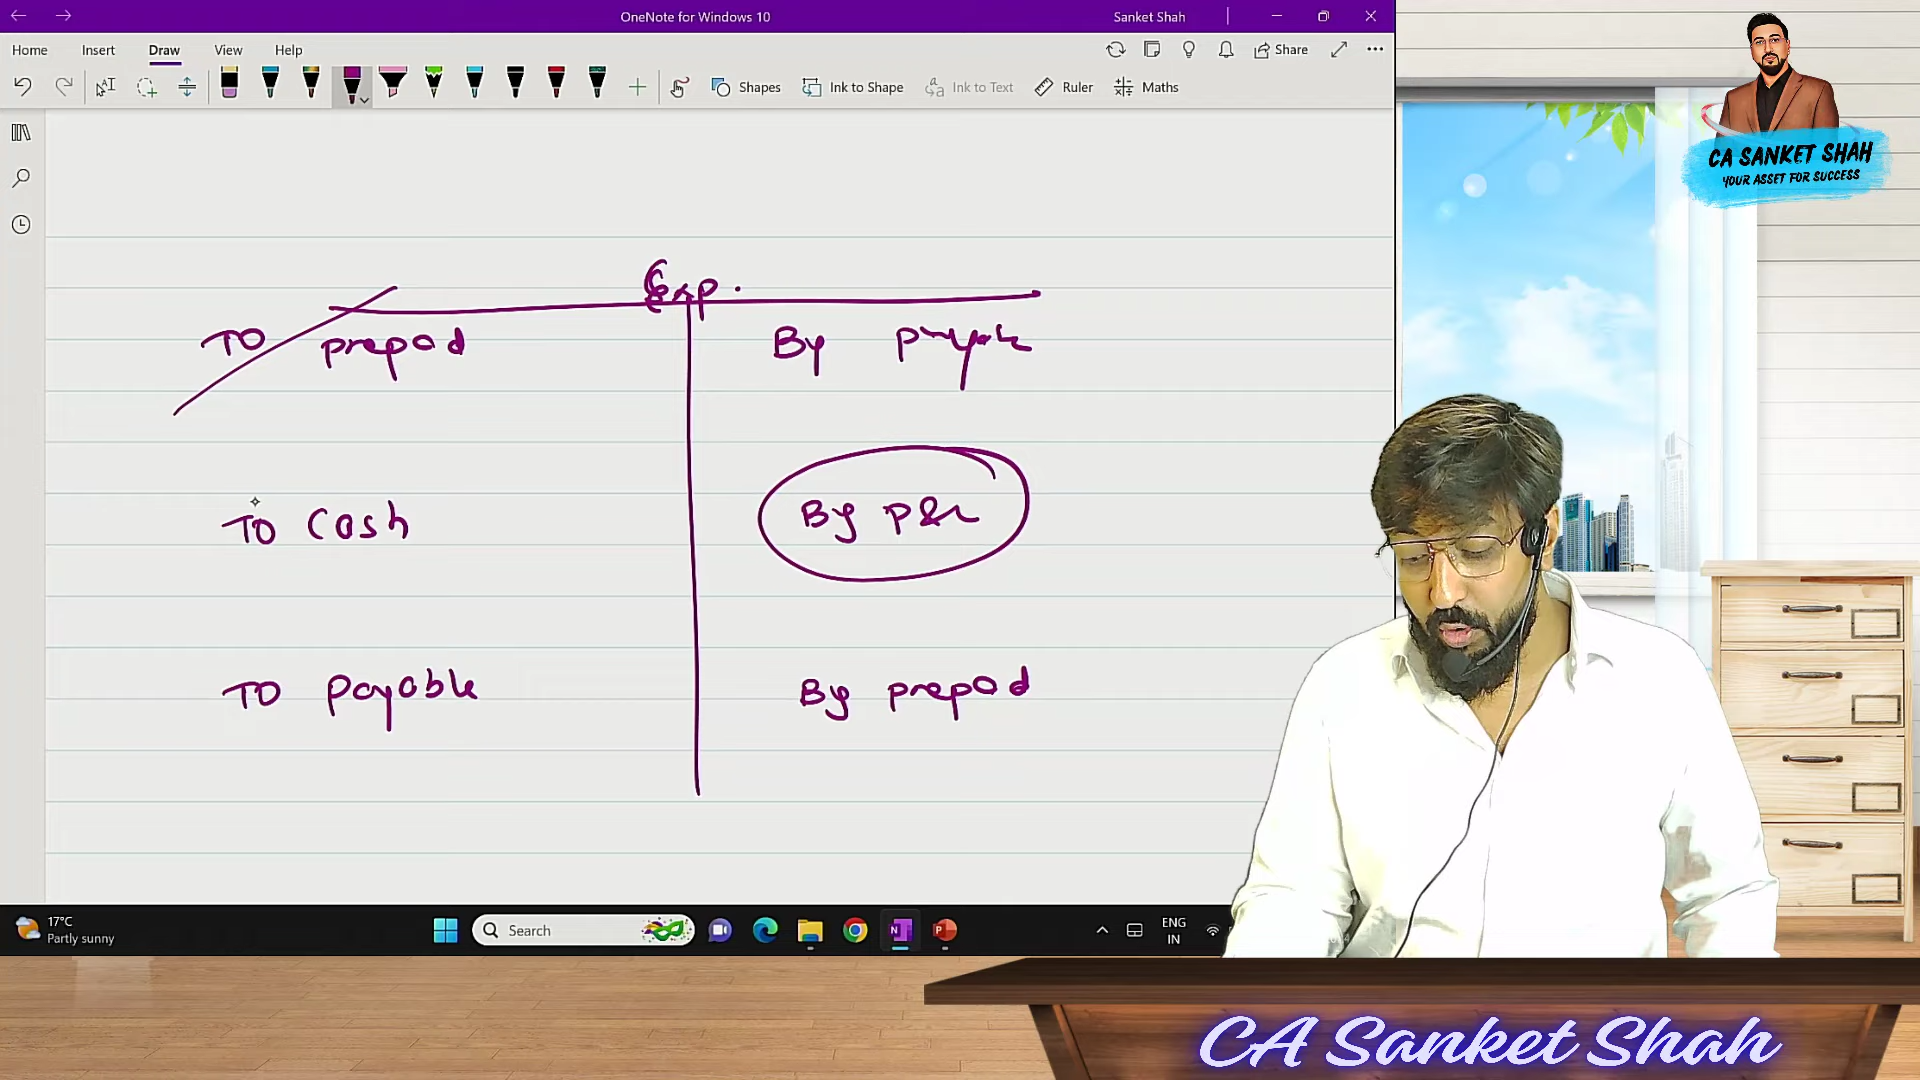 OneNote for Windows 10
Sanket Shah
Home Insert Draw View Help
Share
Shapes Ink to Shape Ink to Text Ruler Maths
CA SANKET SHAH
YOUR ASSET FOR SUCCESS
Exp.
TO prepad By payable
TO Cash By P&L
TO Payable By prepad
17°C
Partly sunny
Search
ENG
IN
CA Sanket Shah